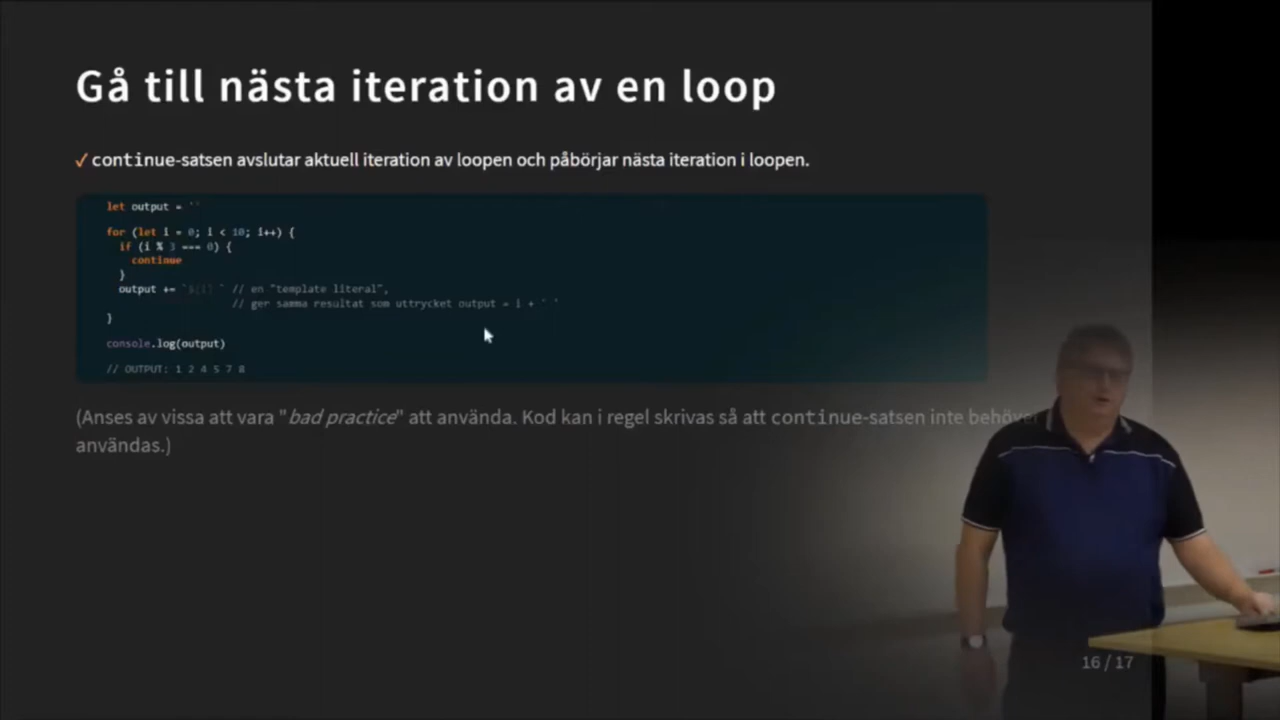 Gå till nästa iteration av en loop
✓ continue-satsen avslutar aktuell iteration av loopen och påbörjar nästa iteration i loopen.
let output = ``
for (let i = 0; i < 10; i++) {
if (i % 3 === 0) {
continue
}
output += `${i} ` // en "template literal",
// ger samma resultat som uttrycket output = i + ' '
}
console.log(output)
// OUTPUT: 1 2 4 5 7 8
(Anses av vissa att vara "bad practice" att använda. Kod kan i regel skrivas så att continue-satsen inte behöver
användas.)
16 / 17